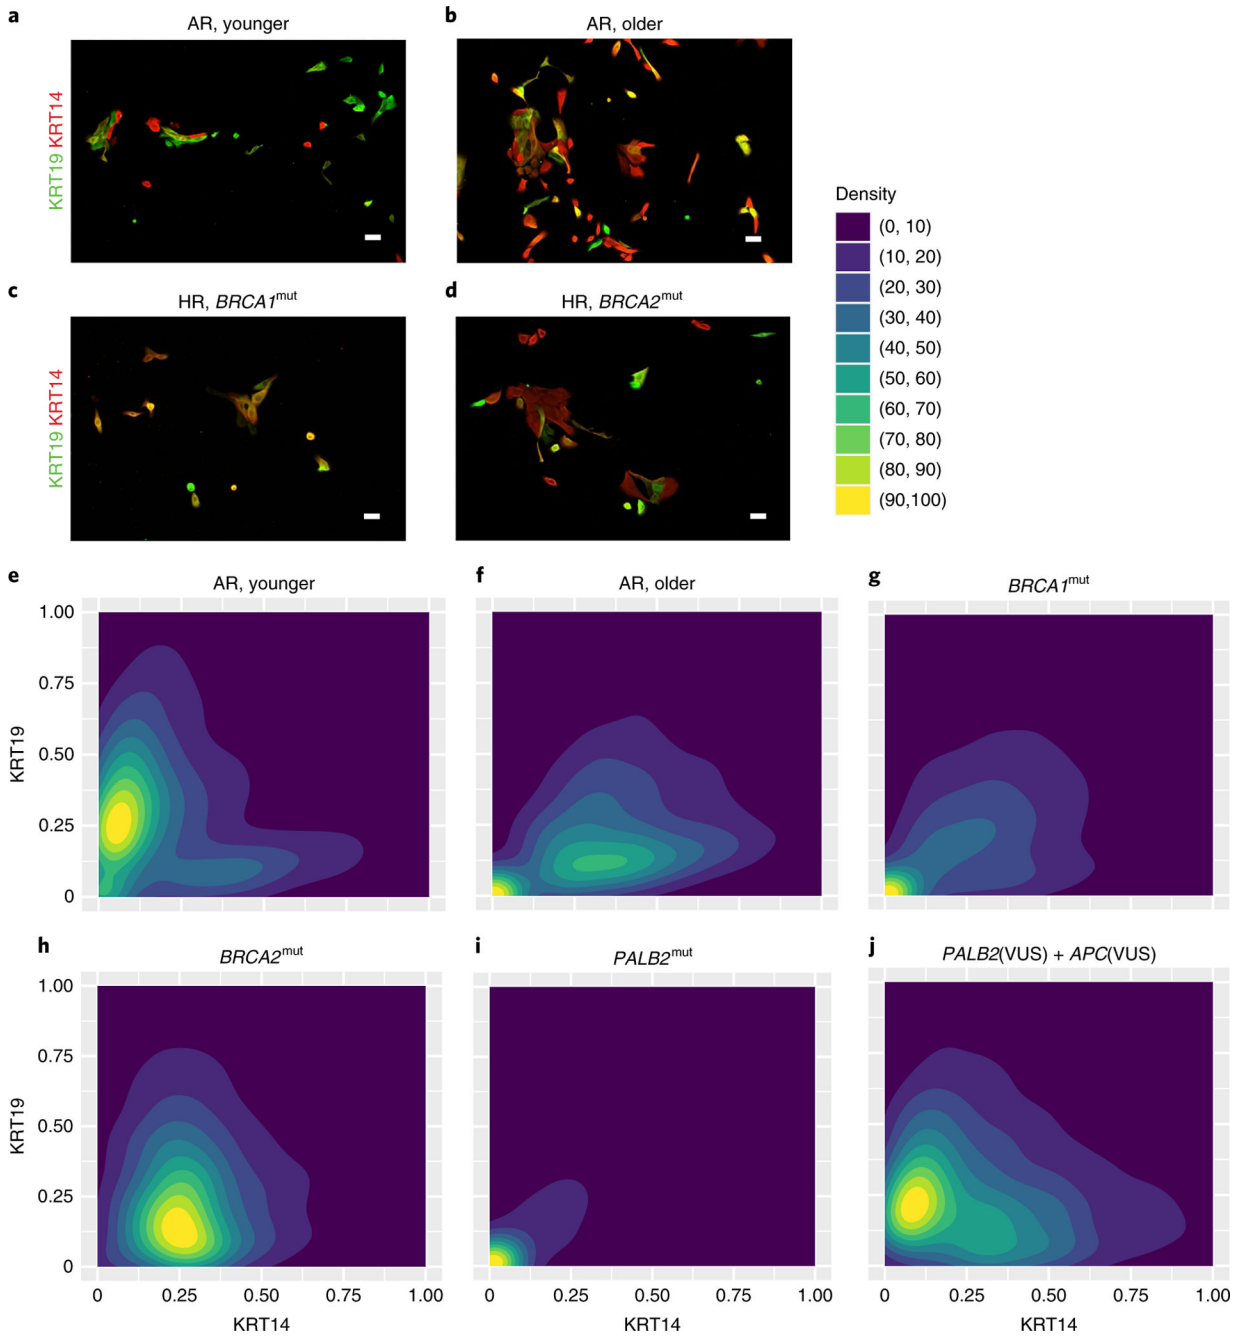 a
AR, younger
b
AR, older
KRT19 KRT14
c
HR, BRCA1mut
d
HR, BRCA2mut
KRT19 KRT14
Density
(0, 10)
(10, 20)
(20, 30)
(30, 40)
(40, 50)
(50, 60)
(60, 70)
(70, 80)
(80, 90)
(90,100)
e
AR, younger
f
AR, older
g
BRCA1mut
1.00
0.75
0.50
0.25
0
KRT19
h
BRCA2mut
i
PALB2mut
j
PALB2(VUS) + APC(VUS)
1.00
0.75
0.50
0.25
0
KRT19
0 0.25 0.50 0.75 1.00
KRT14
0 0.25 0.50 0.75 1.00
KRT14
0 0.25 0.50 0.75 1.00
KRT14